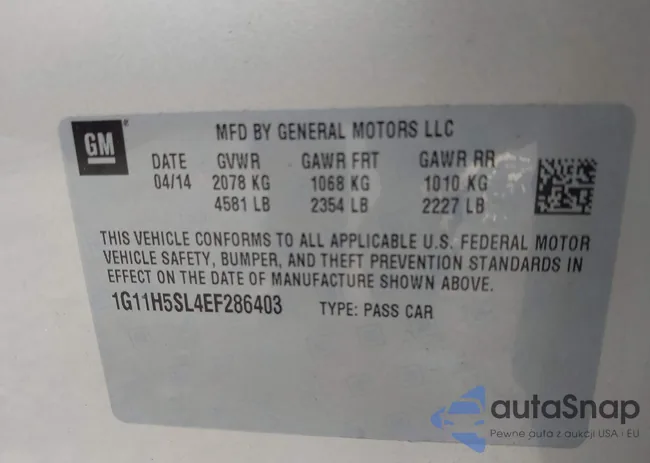 GM
MFD BY GENERAL MOTORS LLC
DATE GVWR GAWR FRT GAWR RR
04/14 2078 KG 1068 KG 1010 KG
4581 LB 2354 LB 2227 LB
THIS VEHICLE CONFORMS TO ALL APPLICABLE U.S. FEDERAL MOTOR
VEHICLE SAFETY, BUMPER, AND THEFT PREVENTION STANDARDS IN
EFFECT ON THE DATE OF MANUFACTURE SHOWN ABOVE.
1G11H5SL4EF286403 TYPE: PASS CAR
autaSnap
Pewne auta z aukcji USA i EU